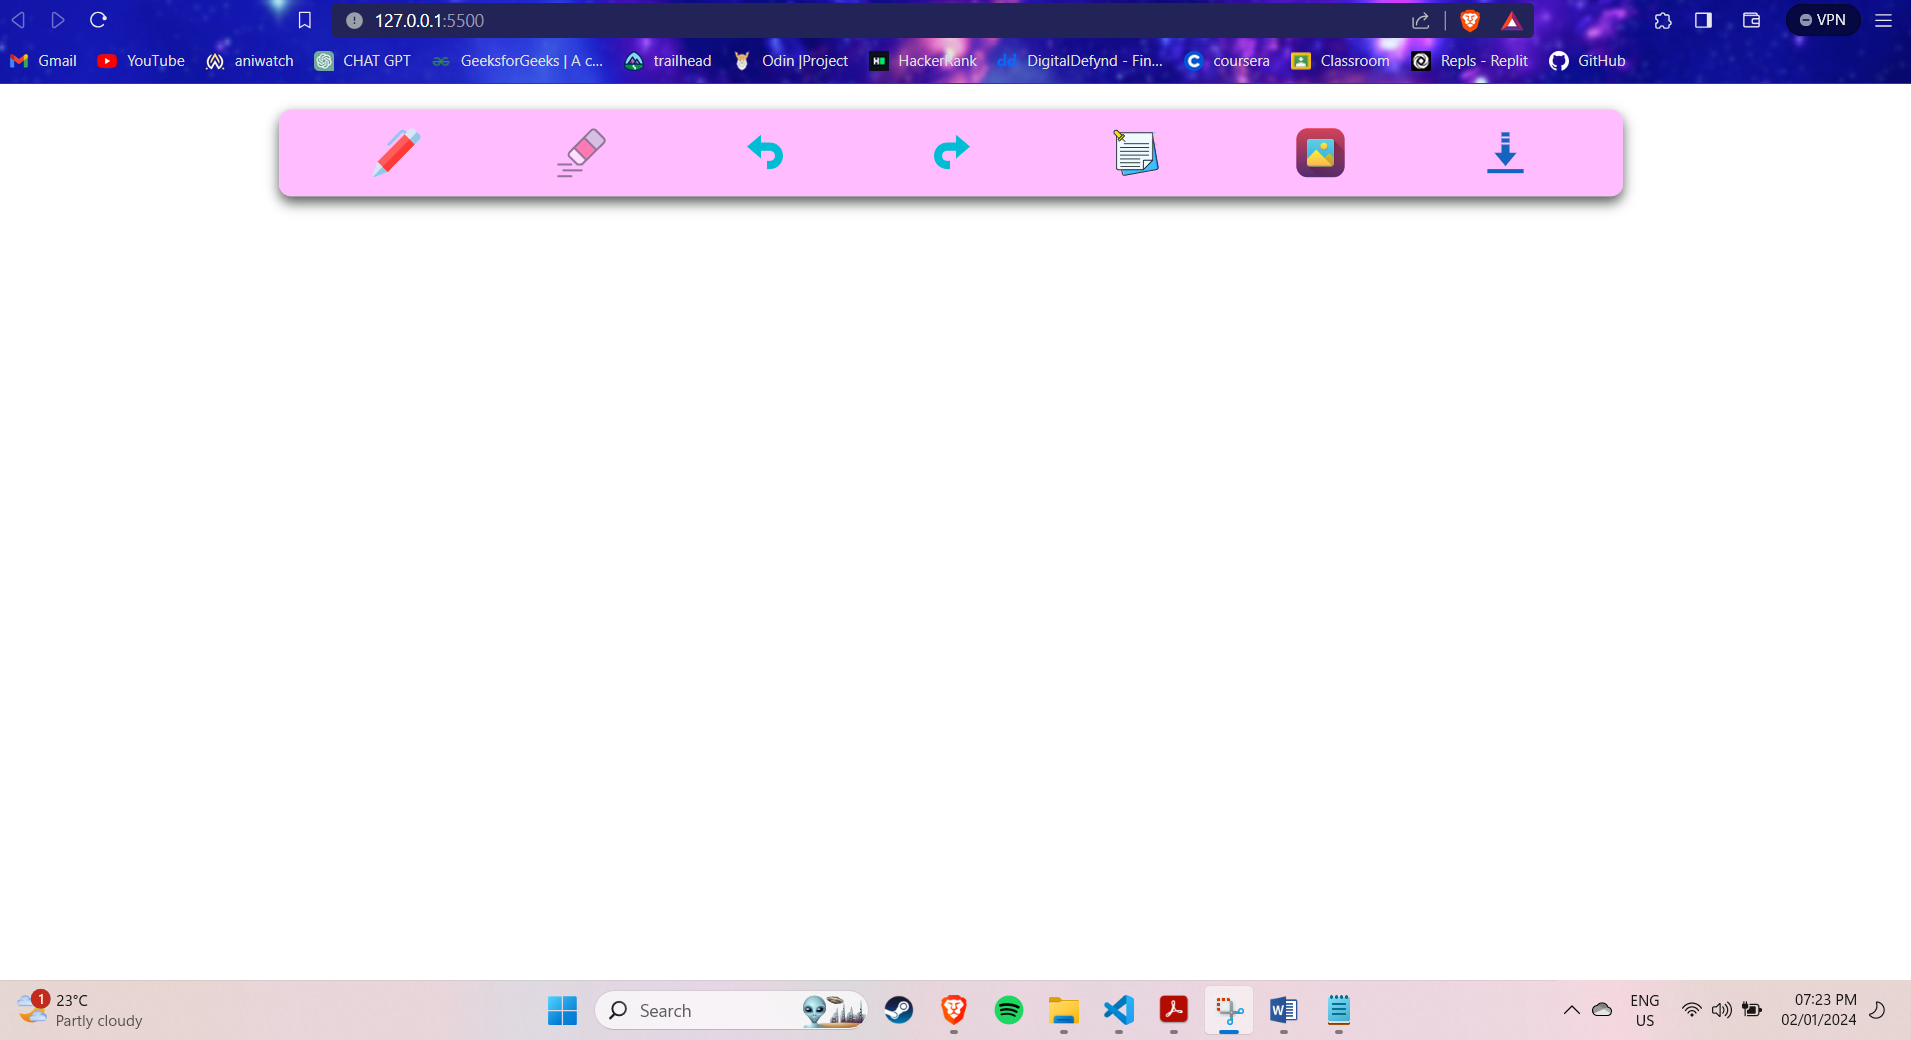 127.0.0.1:5500
VPN
Gmail YouTube aniwatch CHAT GPT GeeksforGeeks | A c... trailhead Odin |Project HackerRank DigitalDefynd - Fin... coursera Classroom Repls - Replit GitHub
1
23°C
Partly cloudy
Search
ENG
US
07:23 PM
02/01/2024